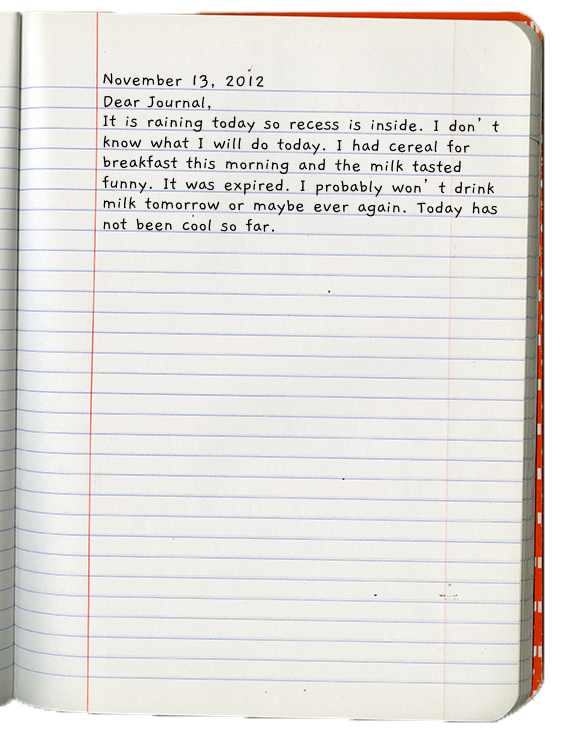 November 13, 2012
Dear Journal,
It is raining today so recess is inside. I don't
know what I will do today. I had cereal for
breakfast this morning and the milk tasted
funny. It was expired. I probably won't drink
milk tomorrow or maybe ever again. Today has
not been cool so far.